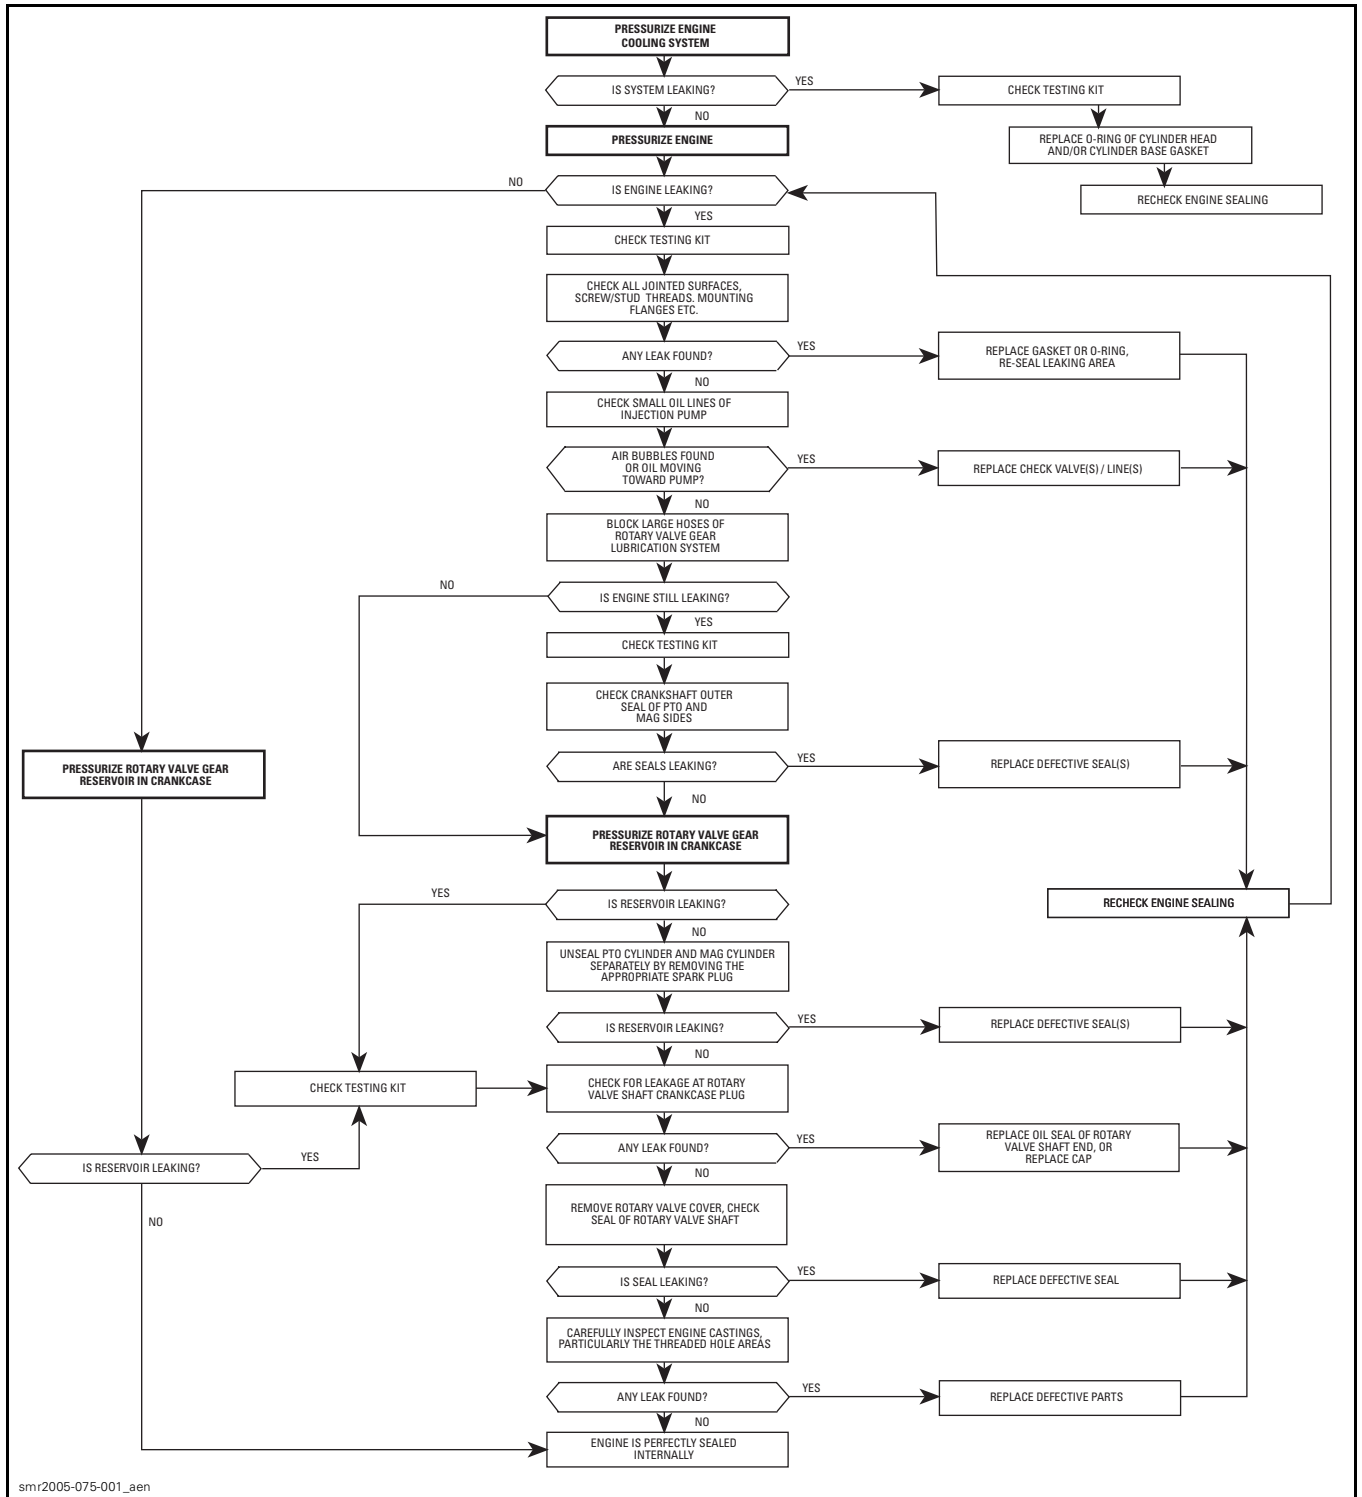 PRESSURIZE ENGINE
COOLING SYSTEM
IS SYSTEM LEAKING?
YES
CHECK TESTING KIT
NO
REPLACE O-RING OF CYLINDER HEAD
AND/OR CYLINDER BASE GASKET
RECHECK ENGINE SEALING
PRESSURIZE ENGINE
NO
IS ENGINE LEAKING?
YES
CHECK TESTING KIT
CHECK ALL JOINTED SURFACES,
SCREW/STUD THREADS. MOUNTING
FLANGES ETC.
ANY LEAK FOUND?
YES
REPLACE GASKET OR O-RING,
RE-SEAL LEAKING AREA
NO
CHECK SMALL OIL LINES OF
INJECTION PUMP
AIR BUBBLES FOUND
OR OIL MOVING
TOWARD PUMP?
YES
REPLACE CHECK VALVE(S) / LINE(S)
NO
BLOCK LARGE HOSES OF
ROTARY VALVE GEAR
LUBRICATION SYSTEM
NO
IS ENGINE STILL LEAKING?
YES
CHECK TESTING KIT
CHECK CRANKSHAFT OUTER
SEAL OF PTO AND
MAG SIDES
ARE SEALS LEAKING?
YES
REPLACE DEFECTIVE SEAL(S)
NO
PRESSURIZE ROTARY VALVE GEAR
RESERVOIR IN CRANKCASE
PRESSURIZE ROTARY VALVE GEAR
RESERVOIR IN CRANKCASE
YES
IS RESERVOIR LEAKING?
RECHECK ENGINE SEALING
NO
UNSEAL PTO CYLINDER AND MAG CYLINDER
SEPARATELY BY REMOVING THE
APPROPRIATE SPARK PLUG
IS RESERVOIR LEAKING?
YES
REPLACE DEFECTIVE SEAL(S)
NO
CHECK TESTING KIT
CHECK FOR LEAKAGE AT ROTARY
VALVE SHAFT CRANKCASE PLUG
ANY LEAK FOUND?
YES
REPLACE OIL SEAL OF ROTARY
VALVE SHAFT END, OR
REPLACE CAP
IS RESERVOIR LEAKING?
YES
NO
NO
REMOVE ROTARY VALVE COVER, CHECK
SEAL OF ROTARY VALVE SHAFT
IS SEAL LEAKING?
YES
REPLACE DEFECTIVE SEAL
NO
CAREFULLY INSPECT ENGINE CASTINGS,
PARTICULARLY THE THREADED HOLE AREAS
ANY LEAK FOUND?
YES
REPLACE DEFECTIVE PARTS
NO
ENGINE IS PERFECTLY SEALED
INTERNALLY
smr2005-075-001_aen